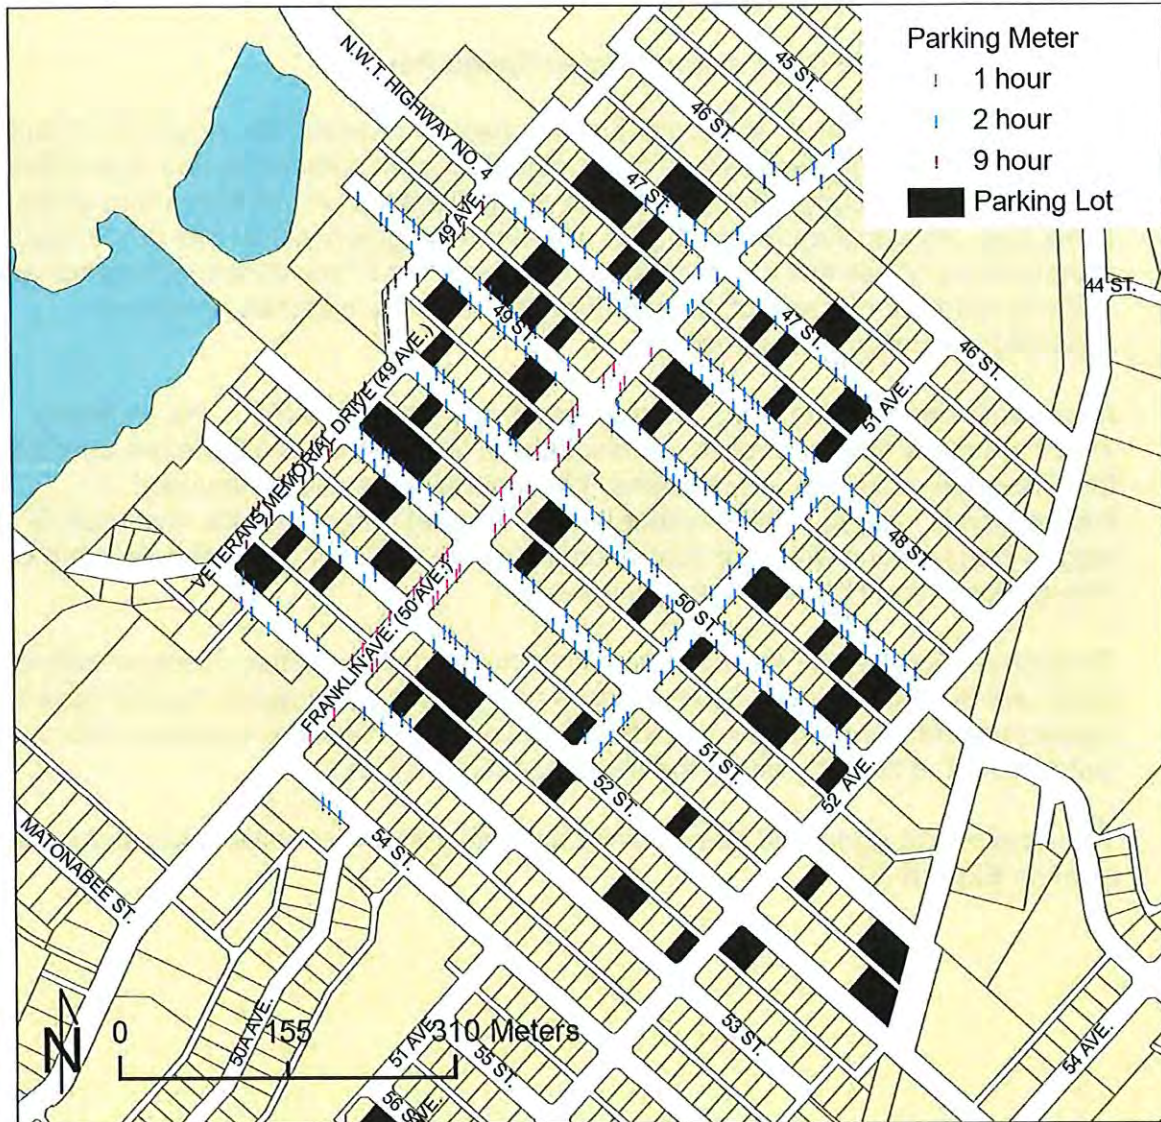 Parking Meter
1 hour
2 hour
9 hour
Parking Lot
N.W.T. HIGHWAY NO. 4
45 ST.
46 ST.
47 ST.
49 AVE.
44 ST.
49 ST.
47 ST.
46 ST.
51 AVE.
VETERANS MEMORIAL DRIVE (49 AVE.)
48 ST.
50 ST.
FRANKLIN AVE. (50 AVE.)
51 ST.
52 ST.
52 AVE.
54 ST.
MATONABEE ST.
53 ST.
50A AVE.
51 AVE.
55 ST.
54 AVE.
N
0 155 310 Meters